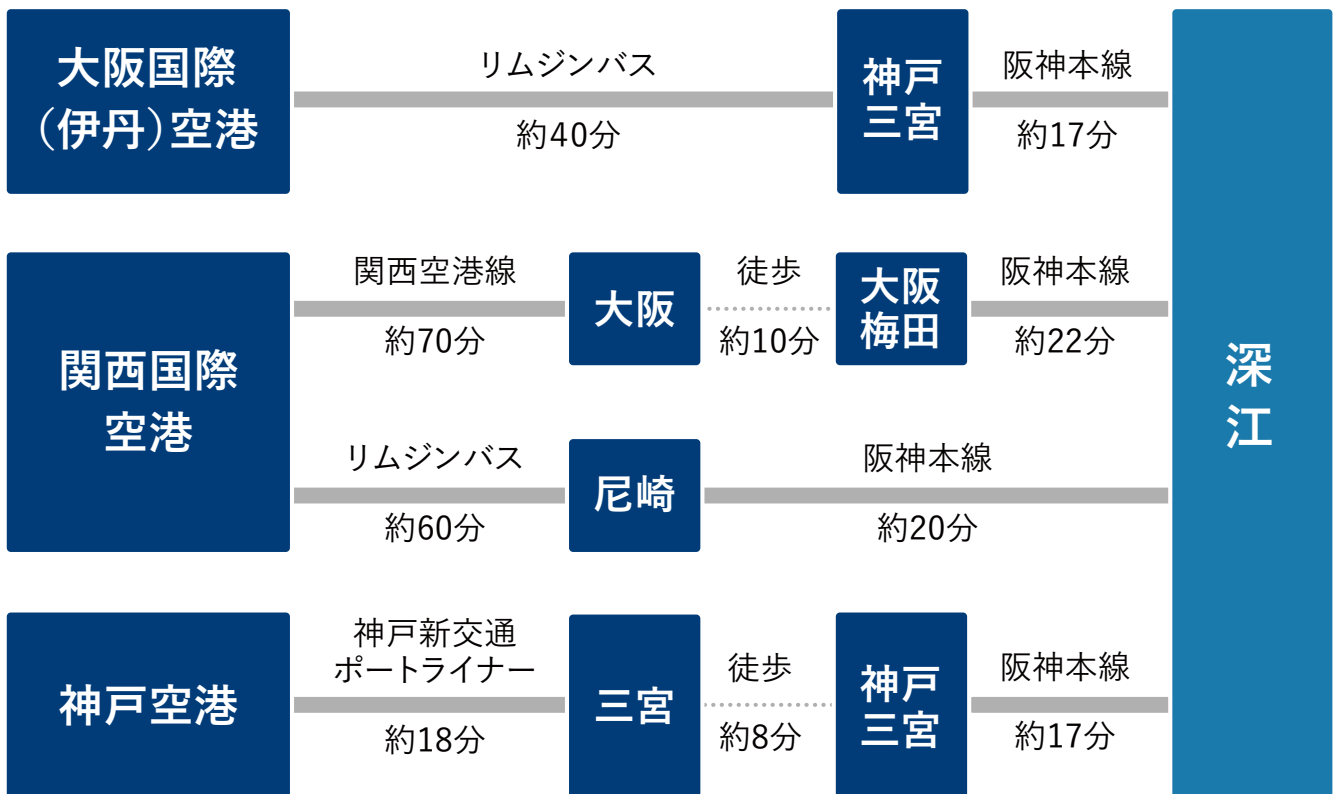 大阪国際
（伊丹）空港
リムジンバス
約40分
神戸
三宮
阪神本線
約17分
関西国際
空港
関西空港線
約70分
大阪
徒歩
約10分
大阪
梅田
阪神本線
約22分
リムジンバス
約60分
尼崎
阪神本線
約20分
神戸空港
神戸新交通
ポートライナー
約18分
三宮
徒歩
約8分
神戸
三宮
阪神本線
約17分
深江